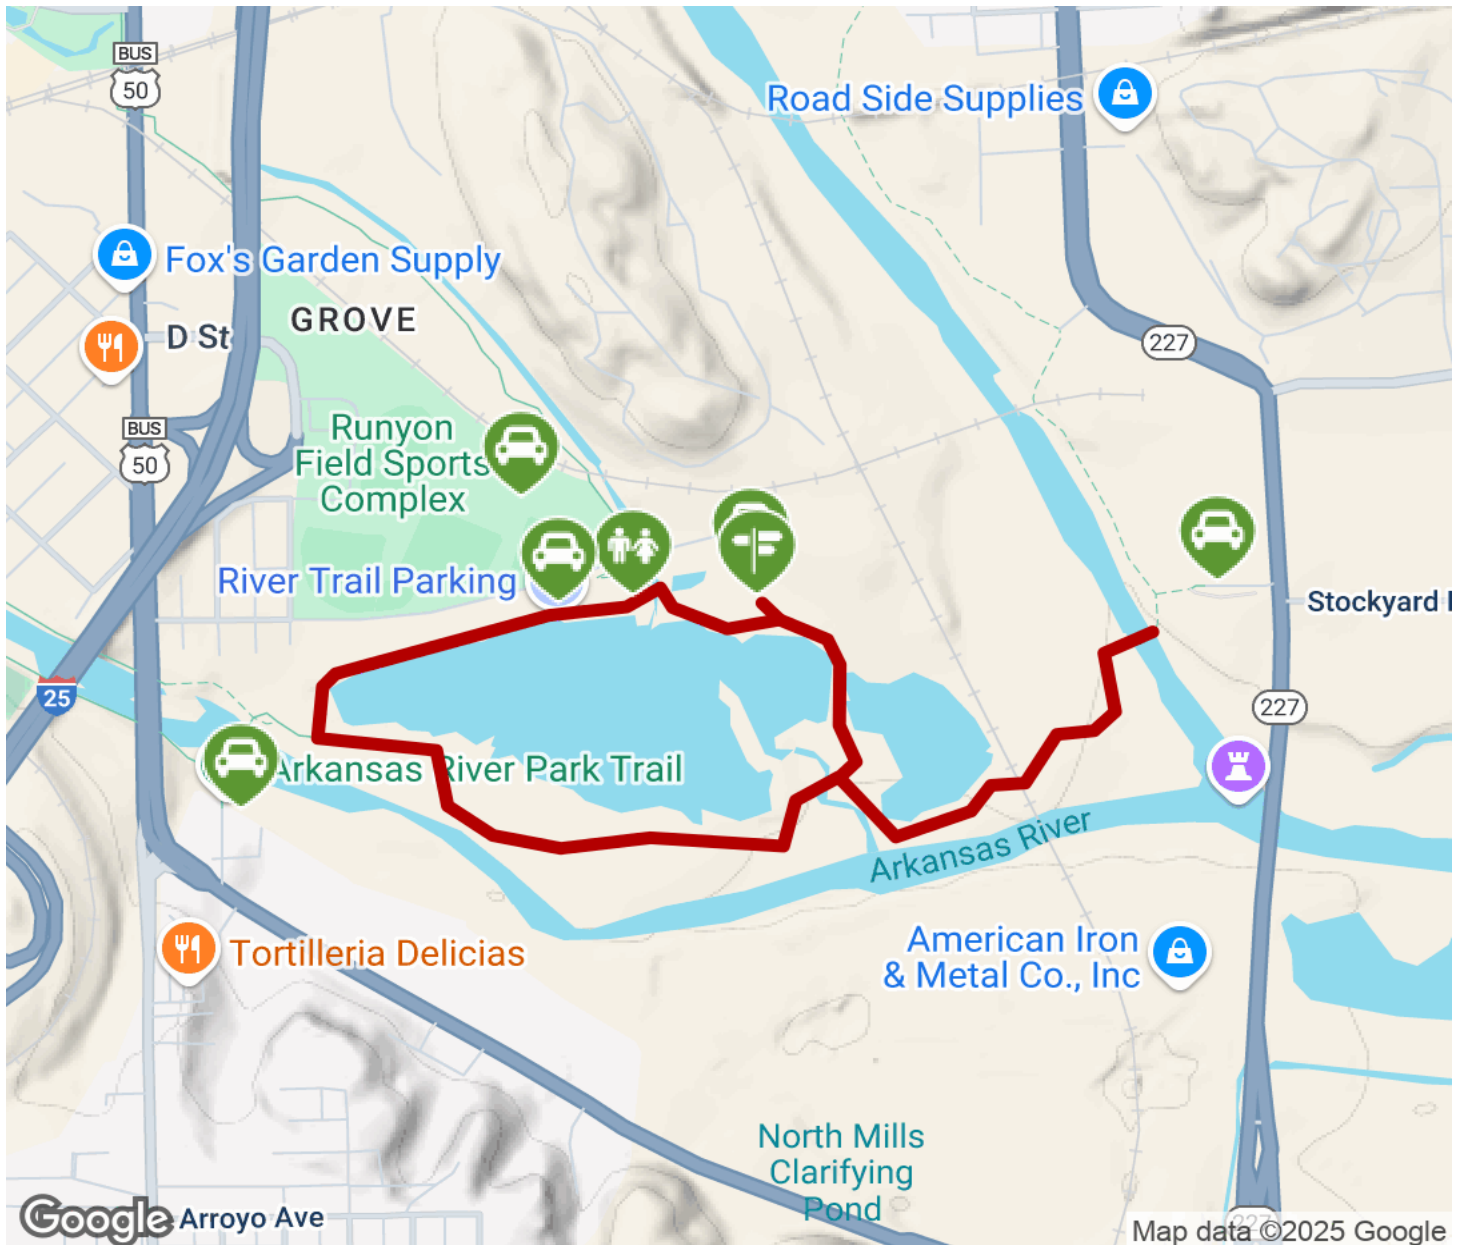 BUS
50
Road Side Supplies
Fox's Garden Supply
GROVE
D St
227
BUS
50
Runyon
Field Sports
Complex
River Trail Parking
Stockyard
25
227
Arkansas River Park Trail
Arkansas River
American Iron
& Metal Co., Inc
Tortilleria Delicias
North Mills
Clarifying
Pond
Google
Arroyo Ave
227
Map data ©2025 Google